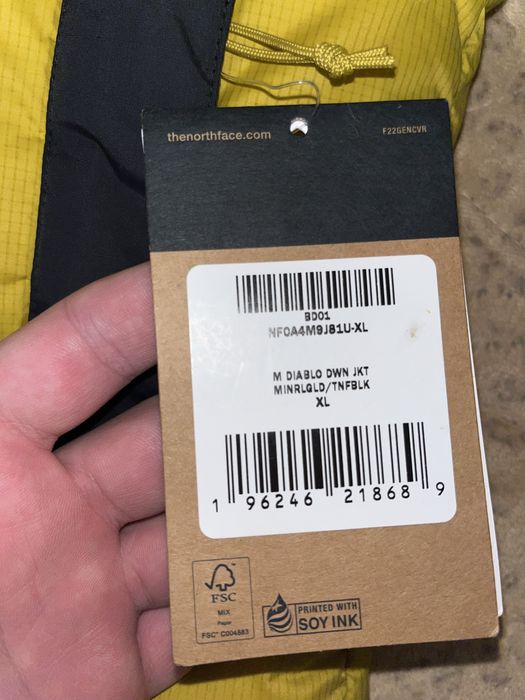 thenorthface.com
F22GENCVR
BD01
NF0A4M9J81U-XL
M DIABLO DWN JKT
MINRLGLD/TNFBLK
XL
1 96246 21868 9
FSC
MIX
Paper
FSC® C004583
PRINTED WITH
SOY INK